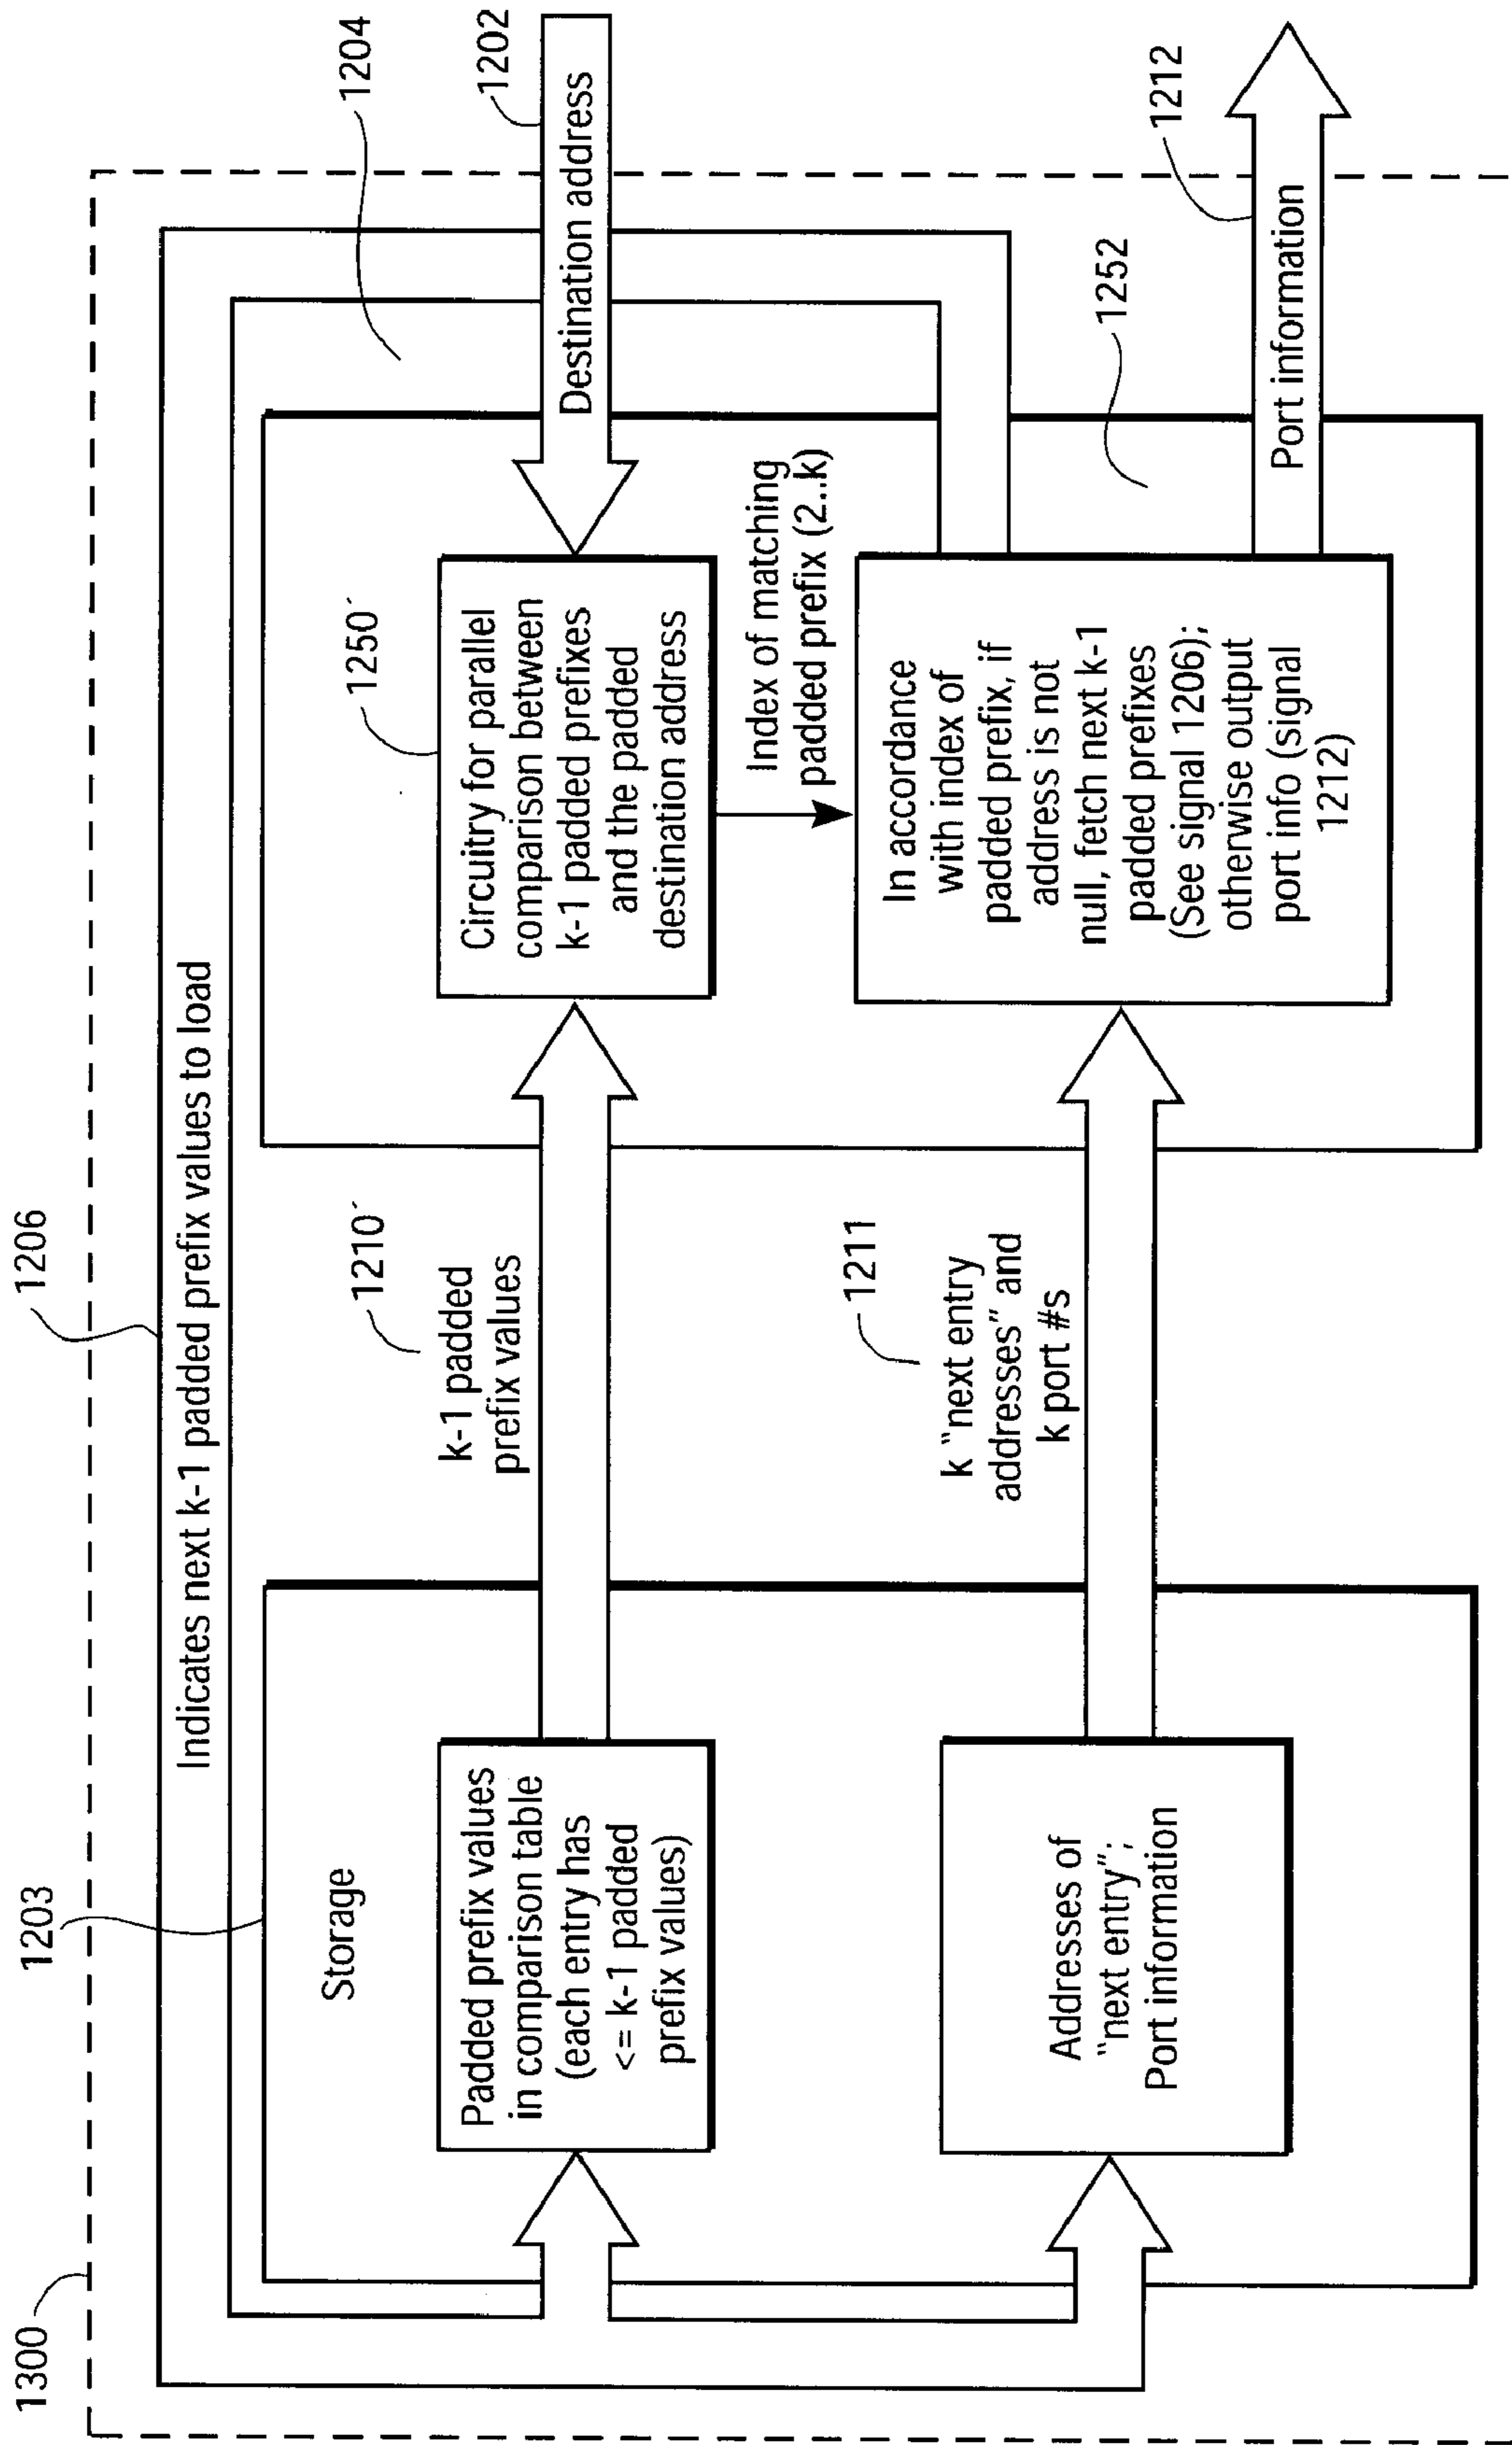 1300
1203
1206
Indicates next k-1 padded prefix values to load
Storage
Padded prefix values
in comparison table
(each entry has
<= k-1 padded
prefix values)
Addresses of
“next entry”;
Port information
1210´
k-1 padded
prefix values
1211
k “next entry
addresses” and
k port #s
1250´
Circuitry for parallel
comparison between
k-1 padded prefixes
and the padded
destination address
Index of matching
padded prefix (2..k)
In accordance
with index of
padded prefix, if
address is not
null, fetch next k-1
padded prefixes
(See signal 1206);
otherwise output
port info (signal
1212)
1252
1204
1202
Destination address
1212
Port information